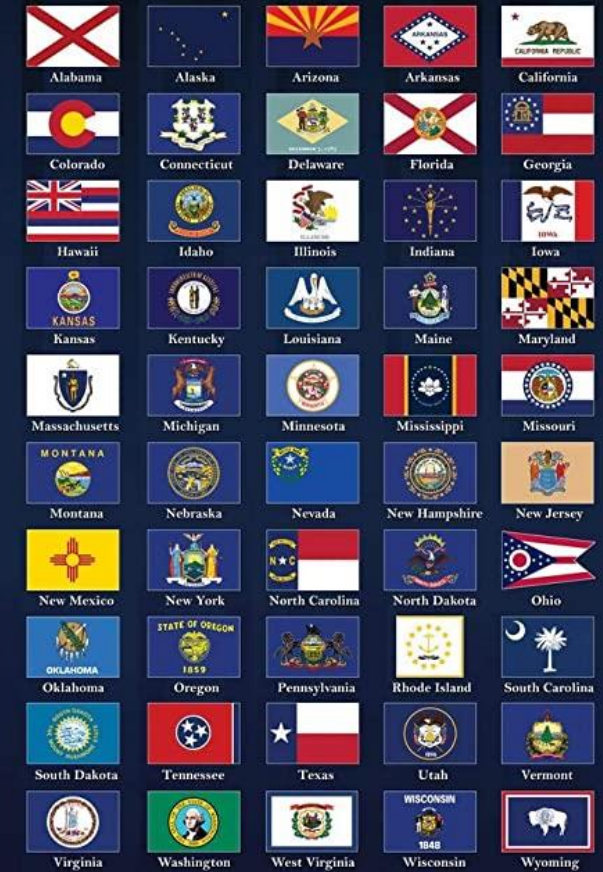 ARKANSAS
CALIFORNIA REPUBLIC
Alabama Alaska Arizona Arkansas California
DECEMBER 7, 1787
Colorado Connecticut Delaware Florida Georgia
Hawaii Idaho Illinois Indiana Iowa
IOWA
KANSAS
Kansas Kentucky Louisiana Maine Maryland
Massachusetts Michigan Minnesota Mississippi Missouri
MONTANA
Montana Nebraska Nevada New Hampshire New Jersey
N C
New Mexico New York North Carolina North Dakota Ohio
OKLAHOMA
STATE OF OREGON
1859
Oklahoma Oregon Pennsylvania Rhode Island South Carolina
South Dakota Tennessee Texas Utah Vermont
WISCONSIN
1848
Virginia Washington West Virginia Wisconsin Wyoming